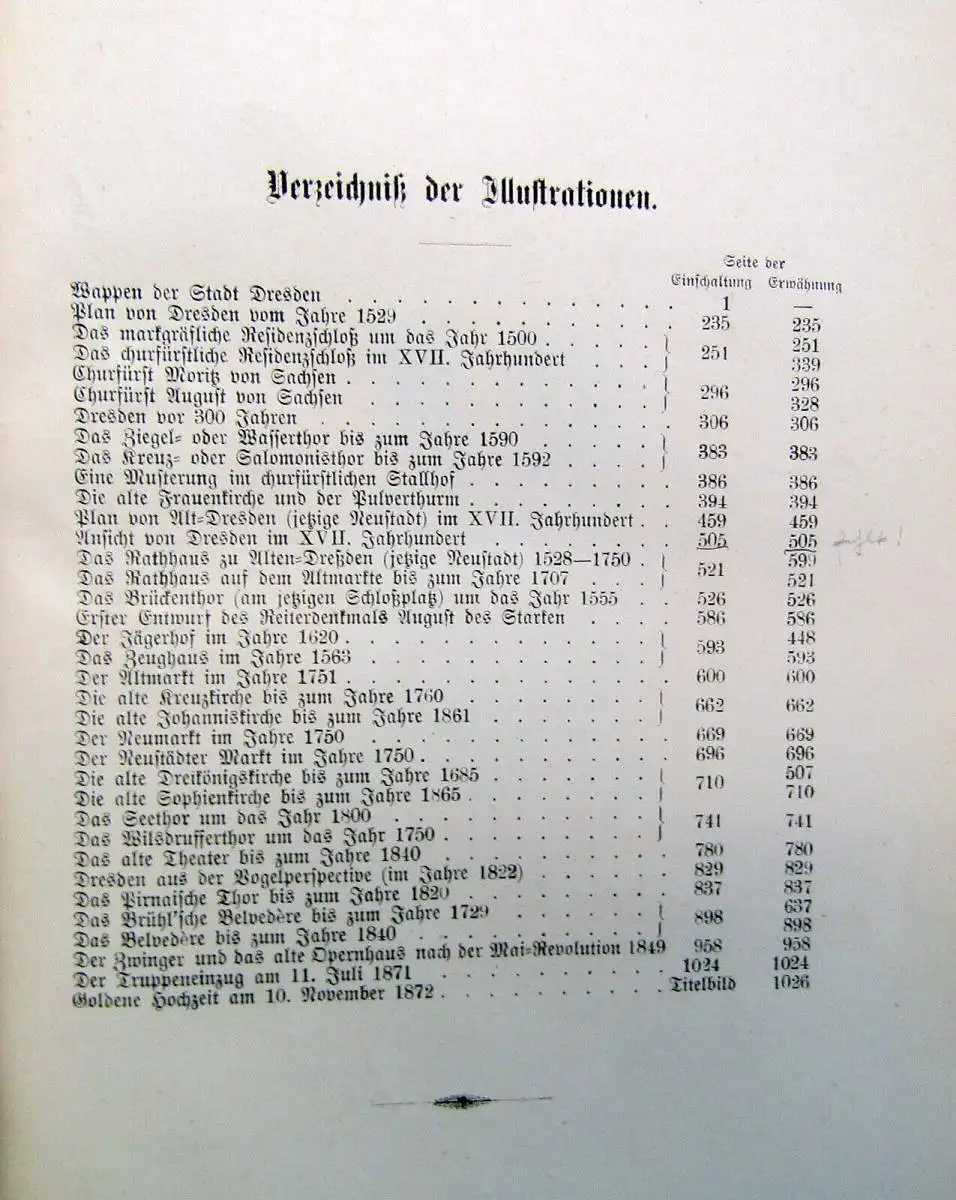 Verzeichniß der Illustrationen.
Seite der
Einschaltung Erwähnung
Wappen der Stadt Dresden . . . . . . . . . . . . . 1 —
Plan von Dresden vom Jahre 1529 . . . . . . . . . . 235 235
Das markgräfliche Residenzschloß um das Jahr 1500 . . . . } 251 251
Das churfürstliche Residenzschloß im XVII. Jahrhundert . . . } 339
Churfürst Moritz von Sachsen . . . . . . . . . . . . } 296 296
Churfürst August von Sachsen . . . . . . . . . . . . } 328
Dresden vor 300 Jahren . . . . . . . . . . . . . . 306 306
Das Ziegel- oder Wasserthor bis zum Jahre 1590 . . . . . } 383 383
Das Kreuz- oder Salomonisthor bis zum Jahre 1592 . . . . }
Eine Musterung im churfürstlichen Stallhof . . . . . . . . 386 386
Die alte Frauenkirche und der Pulverthurm . . . . . . . . 394 394
Plan von Alt-Dresden (jetzige Neustadt) im XVII. Jahrhundert . . 459 459
Ansicht von Dresden im XVII. Jahrhundert . . . . . . . 505 505
Das Rathhaus zu Alten-Dreßden (jetzige Neustadt) 1528—1750 . } 521 599
Das Rathhaus auf dem Altmarkte bis zum Jahre 1707 . . . } 521
Das Brückenthor (am jetzigen Schloßplatz) um das Jahr 1555 . . 526 526
Erster Entwurf des Reiterdenkmals August des Starken . . . . 586 586
Der Jägerhof im Jahre 1620 . . . . . . . . . . . . } 593 448
Das Zeughaus im Jahre 1563 . . . . . . . . . . . } 593
Der Altmarkt im Jahre 1751 . . . . . . . . . . . . 600 600
Die alte Kreuzkirche bis zum Jahre 1760 . . . . . . . . } 662 662
Die alte Johanniskirche bis zum Jahre 1861 . . . . . . . }
Der Neumarkt im Jahre 1750 . . . . . . . . . . . 669 669
Der Neustädter Markt im Jahre 1750 . . . . . . . . . 696 696
Die alte Dreikönigskirche bis zum Jahre 1685 . . . . . . } 710 507
Die alte Sophienkirche bis zum Jahre 1865 . . . . . . . } 710
Das Seethor um das Jahr 1800 . . . . . . . . . . } 741 741
Das Wilsdrufferthor um das Jahr 1750 . . . . . . . . }
Das alte Theater bis zum Jahre 1840 . . . . . . . . 780 780
Dresden aus der Vogelperspective (im Jahre 1822) . . . . . 829 829
Das Pirnaische Thor bis zum Jahre 1820 . . . . . . . . 837 837
Das Brühl'sche Belvedère bis zum Jahre 1729 . . . . . . } 898 637
Das Belvedère bis zum Jahre 1840 . . . . . . . . . } 898
Der Zwinger und das alte Opernhaus nach der Mai-Revolution 1849 958 958
Der Truppeneinzug am 11. Juli 1871 . . . . . . . . . 1024 1024
Goldene Hochzeit am 10. November 1872 . . . . . . . . Titelbild 1026